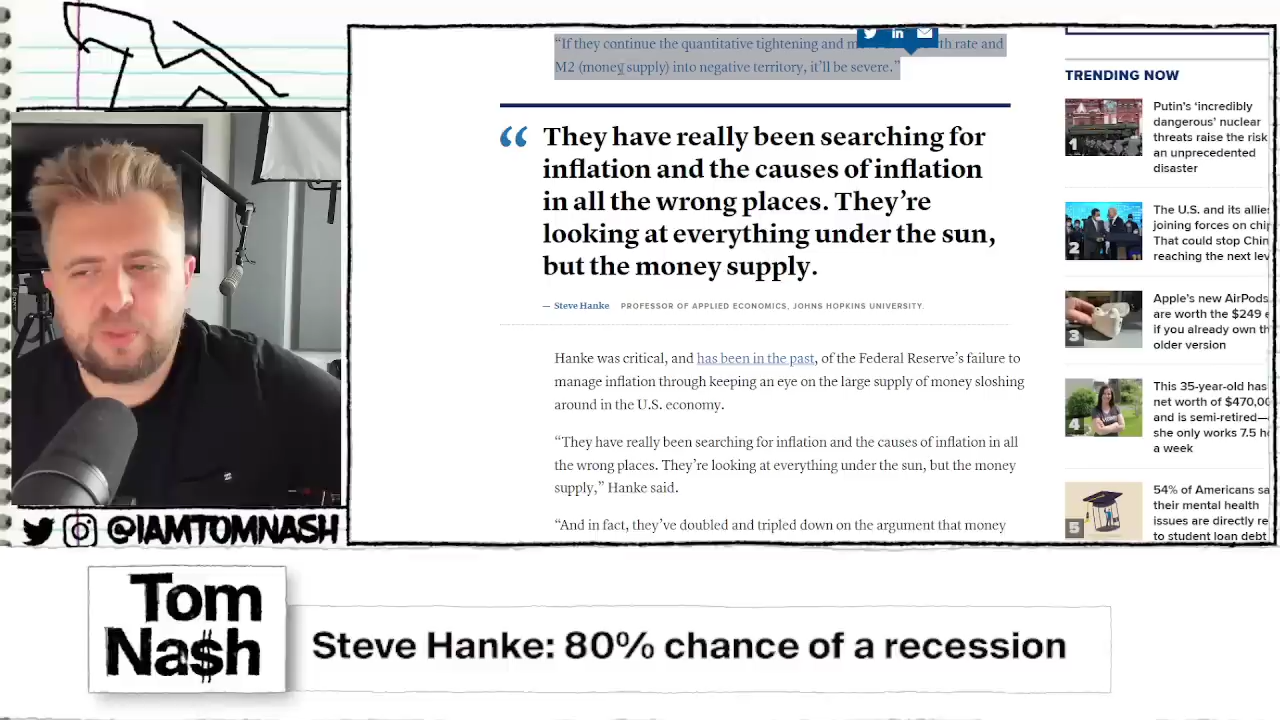 “If they continue the quantitative tightening and rate and
M2 (money supply) into negative territory, it’ll be severe.”
“ They have really been searching for
inflation and the causes of inflation
in all the wrong places. They’re
looking at everything under the sun,
but the money supply.
— Steve Hanke PROFESSOR OF APPLIED ECONOMICS, JOHNS HOPKINS UNIVERSITY.
Hanke was critical, and has been in the past, of the Federal Reserve’s failure to
manage inflation through keeping an eye on the large supply of money sloshing
around in the U.S. economy.
“They have really been searching for inflation and the causes of inflation in all
the wrong places. They’re looking at everything under the sun, but the money
supply,” Hanke said.
“And in fact, they’ve doubled and tripled down on the argument that money
TRENDING NOW
1
Putin’s ‘incredibly
dangerous’ nuclear
threats raise the risk
an unprecedented
disaster
2
The U.S. and its allie
joining forces on chip
That could stop Chin
reaching the next lev
3
Apple’s new AirPods
are worth the $249
if you already own th
older version
4
This 35-year-old has
net worth of $470,00
and is semi-retired—
she only works 7.5 h
a week
5
54% of Americans sa
their mental health
issues are directly re
to student loan debt
@IAMTOMNASH
Tom
Na$h
Steve Hanke: 80% chance of a recession